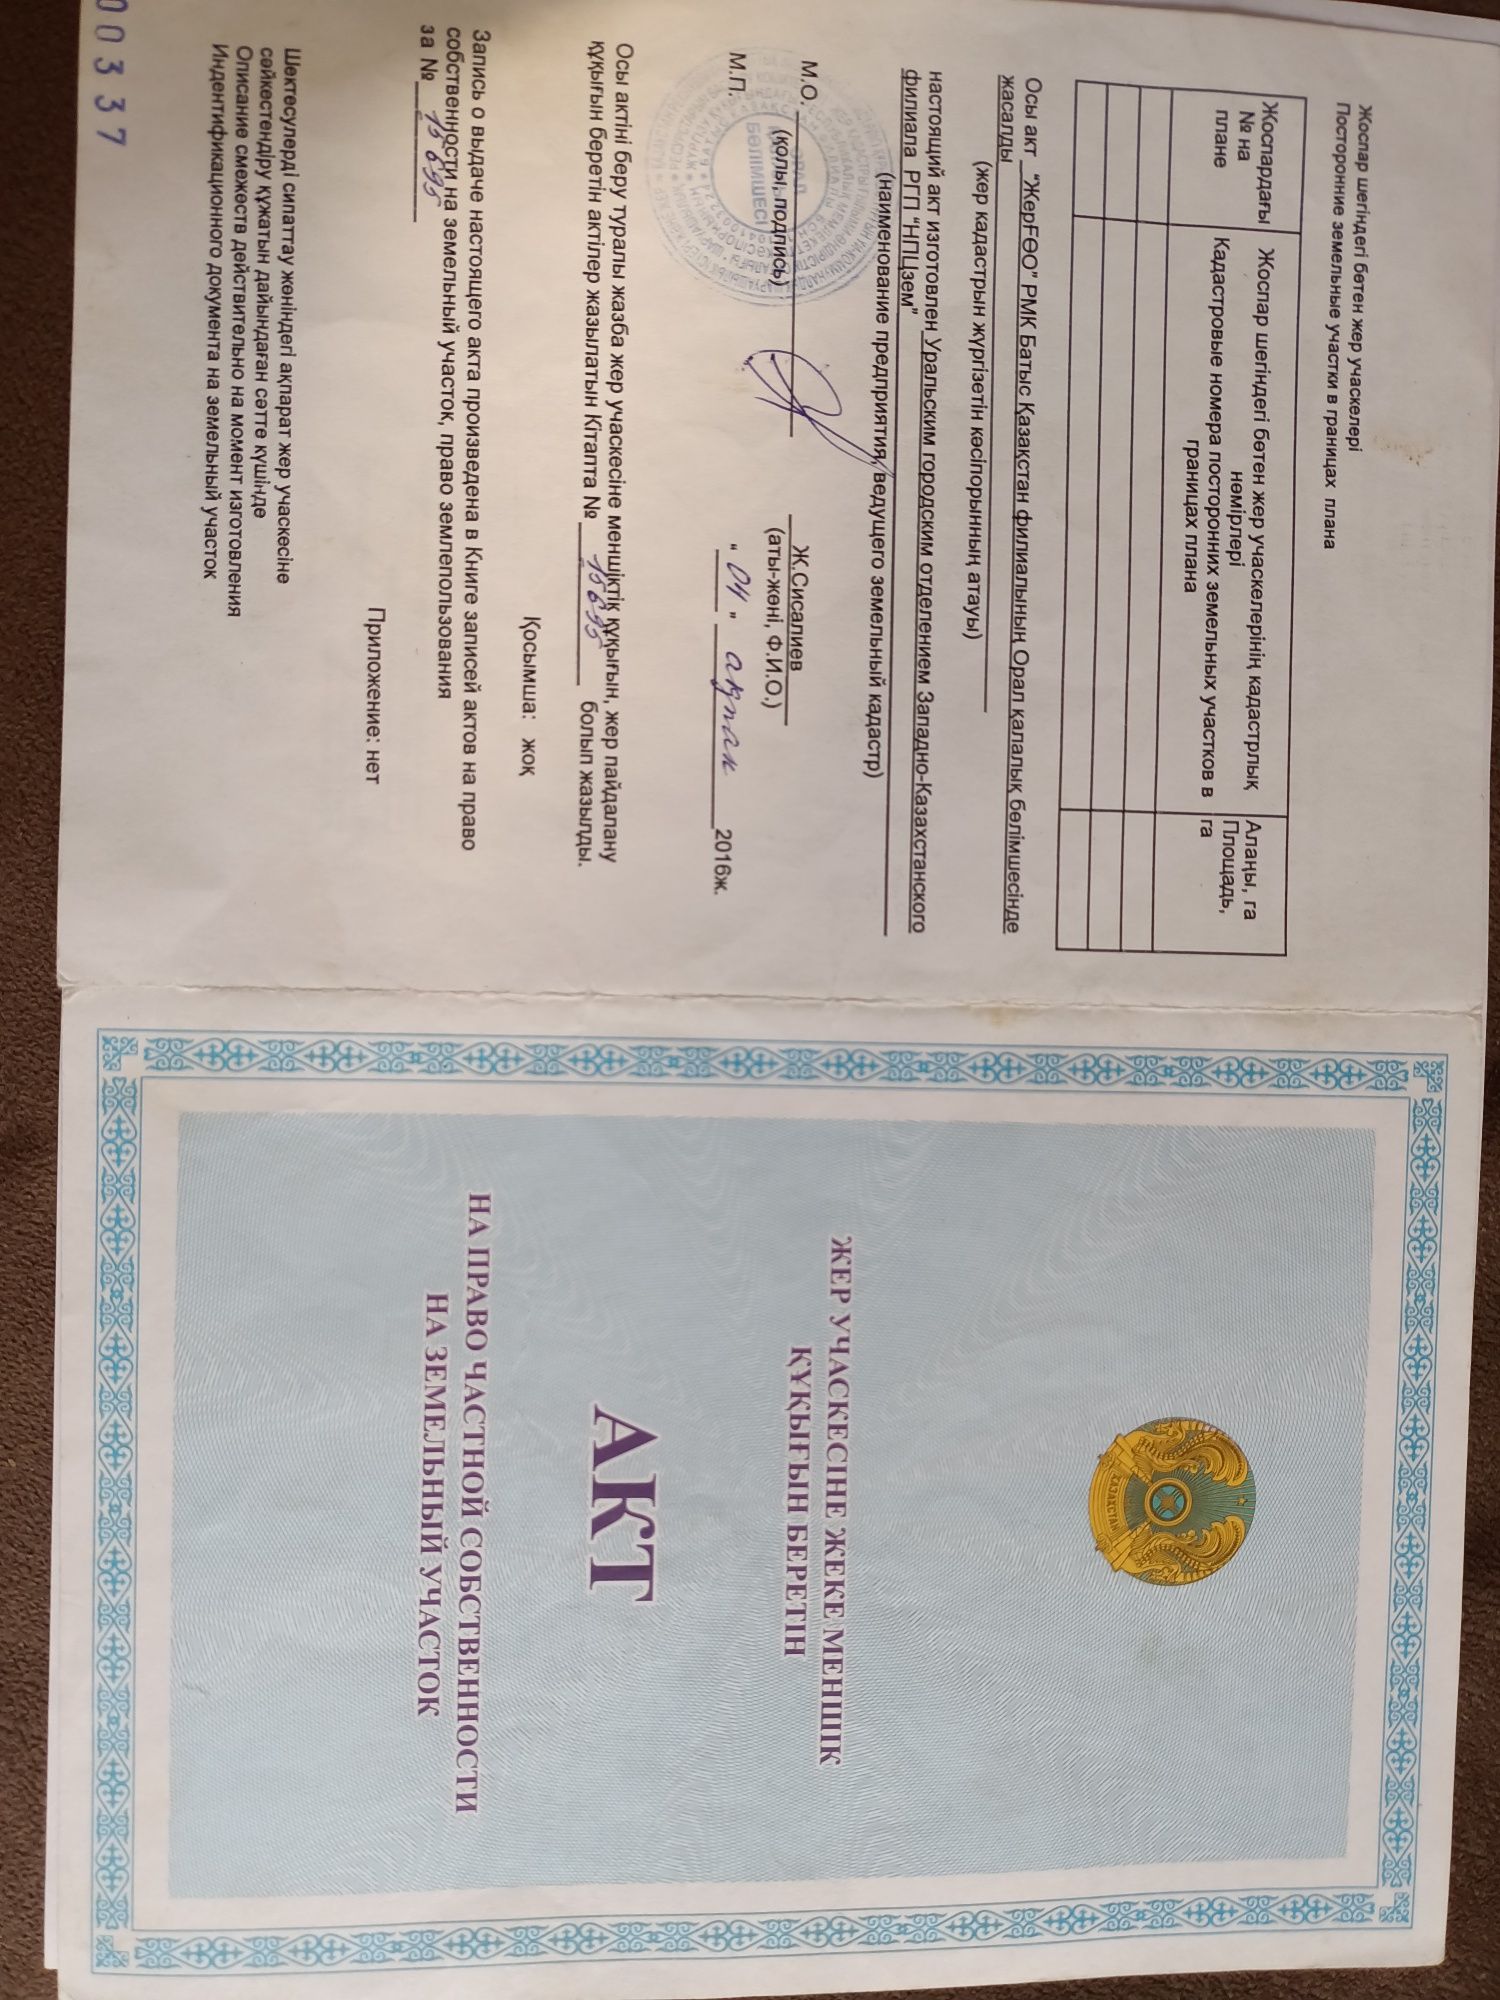 Жоспар шегіндегі бөтен жер учаскелері
Посторонние земельные участки в границах плана
Жоспардағы
№ на
плане
Жоспар шегіндегі бөтен жер учаскелерінің кадастрлық
нөмірлері
Кадастровые номера посторонних земельных участков в
границах плана
Алаңы, га
Площадь,
га
Осы акт "ЖерҒӨО" РМК Батыс Қазақстан филиалының Орал қалалық бөлімшесінде
жасалды
(жер кадастрын жүргізетін кәсіпорынның атауы)
настоящий акт изготовлен Уральским городским отделением Западно-Казахстанского
филиала РГП "НПЦзем"
(наименование предприятия, ведущего земельный кадастр)
М.О.
Ж.Сисалиев
(қолы, подпись)
(аты-жөні, Ф.И.О.)
М.П.
" 04 " ақпан 2016ж.
ОРАЛ
БӨЛІМШЕСІ
Осы актіні беру туралы жазба жер учаскесіне меншіктік құқығын, жер пайдалану
құқығын беретін актілер жазылатын Кітапта № 15695 болып жазылды.
Қосымша: жоқ
Запись о выдаче настоящего акта произведена в Книге записей актов на право
собственности на земельный участок, право землепользования
за № 15695
Приложение: нет
Шектесулерді сипаттау жөніндегі ақпарат жер учаскесіне
сәйкестендіру құжатын дайындаған сәтте күшінде
Описание смежеств действительно на момент изготовления
Индентификационного документа на земельный участок
00337
ҚАЗАҚСТАН
ЖЕР УЧАСКЕСІНЕ ЖЕКЕ МЕНШІК
ҚҰҚЫҒЫН БЕРЕТІН
АКТ
НА ПРАВО ЧАСТНОЙ СОБСТВЕННОСТИ
НА ЗЕМЕЛЬНЫЙ УЧАСТОК